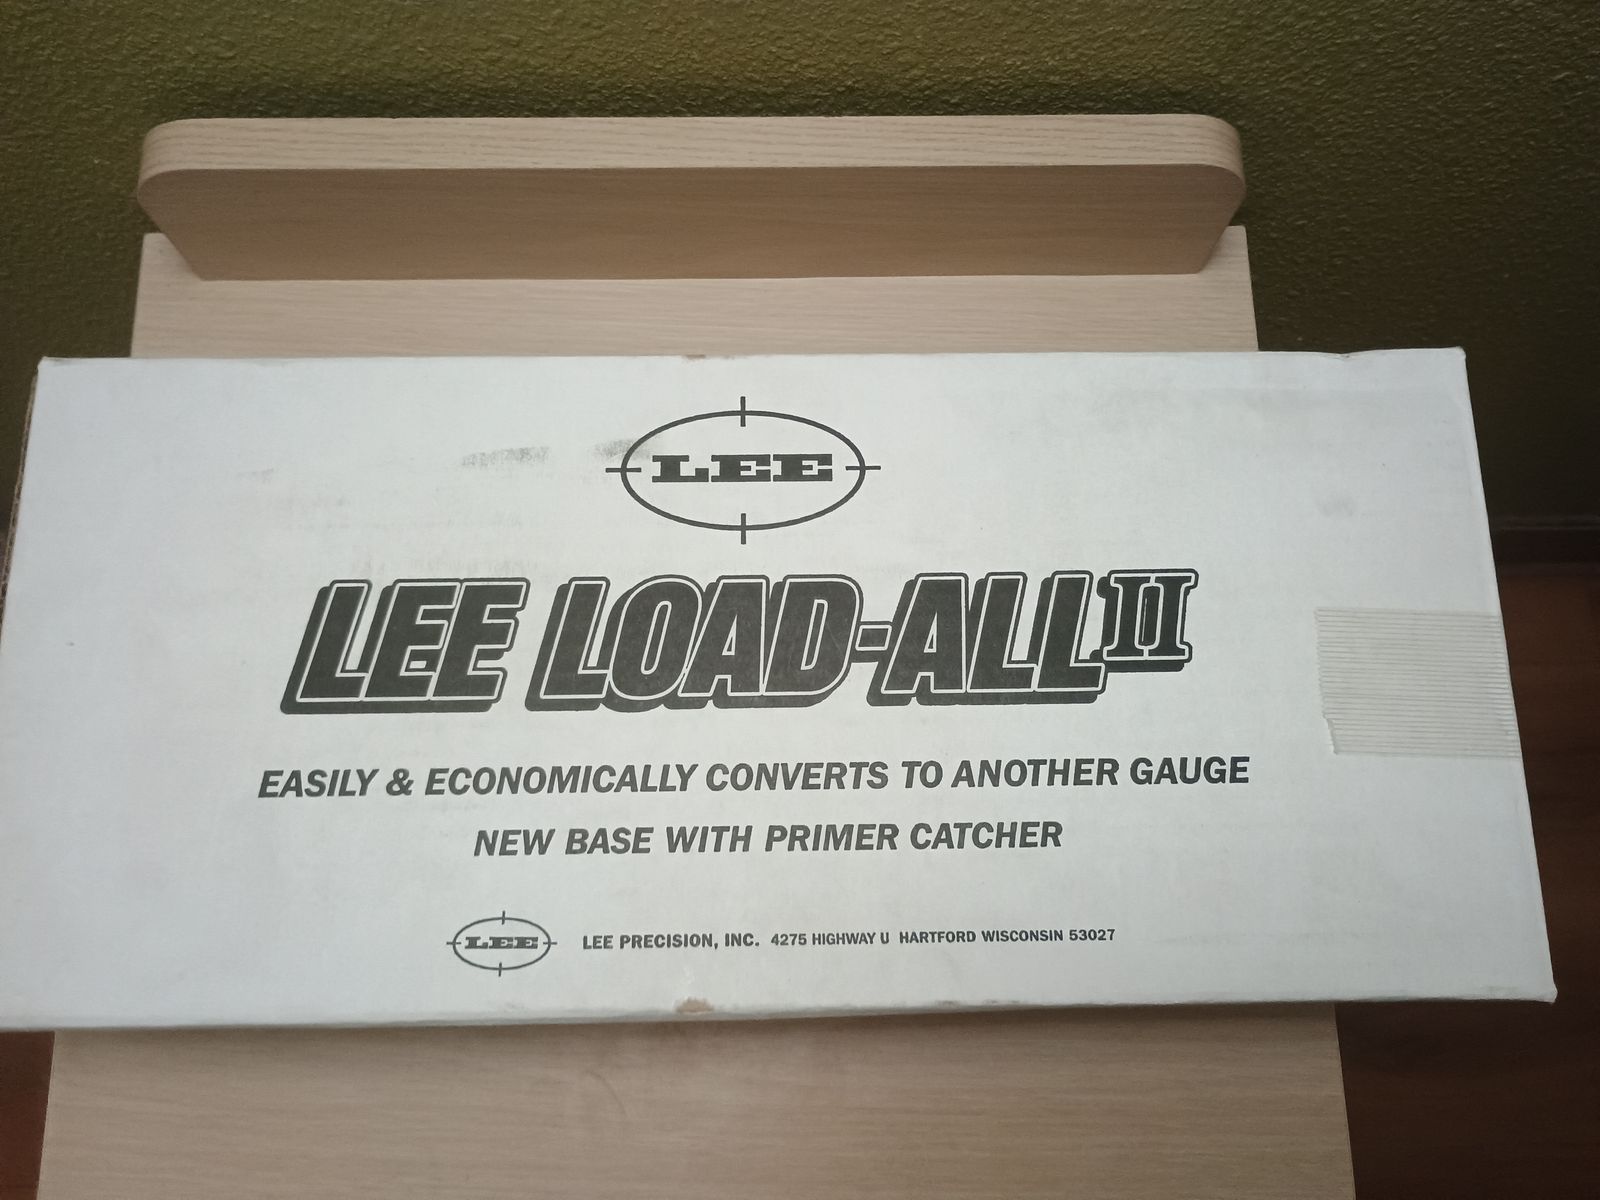 LEE
LEE LOAD-ALL II
EASILY & ECONOMICALLY CONVERTS TO ANOTHER GAUGE
NEW BASE WITH PRIMER CATCHER
LEE LEE PRECISION, INC. 4275 HIGHWAY U HARTFORD WISCONSIN 53027